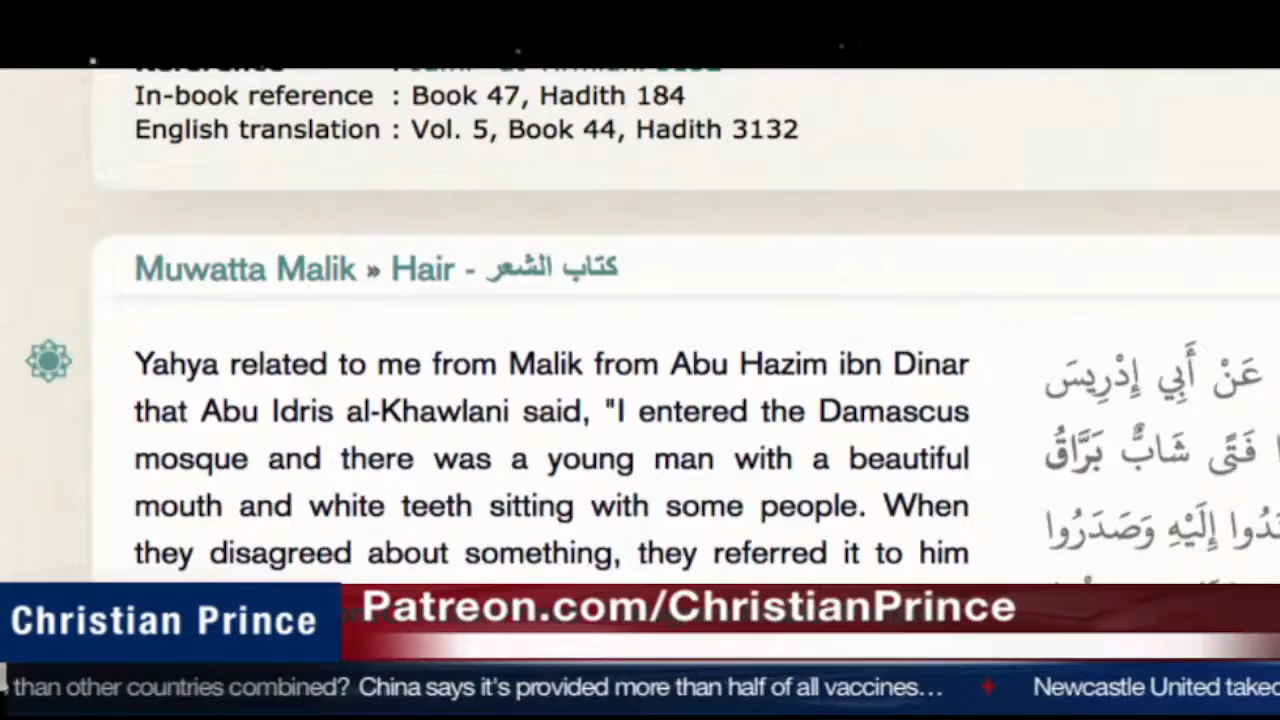 In-book reference : Book 47, Hadith 184
English translation : Vol. 5, Book 44, Hadith 3132
Muwatta Malik » Hair - كتاب الشعر
Yahya related to me from Malik from Abu Hazim ibn Dinar
that Abu Idris al-Khawlani said, "I entered the Damascus
mosque and there was a young man with a beautiful
mouth and white teeth sitting with some people. When
they disagreed about something, they referred it to him
عَنْ أَبِي إِدْرِيسَ
فَتًى شَابٌّ بَرَّاقُ
إِلَيْهِ وَصَدَرُوا
Christian Prince
Patreon.com/ChristianPrince
than other countries combined? China says it's provided more than half of all vaccines... Newcastle United